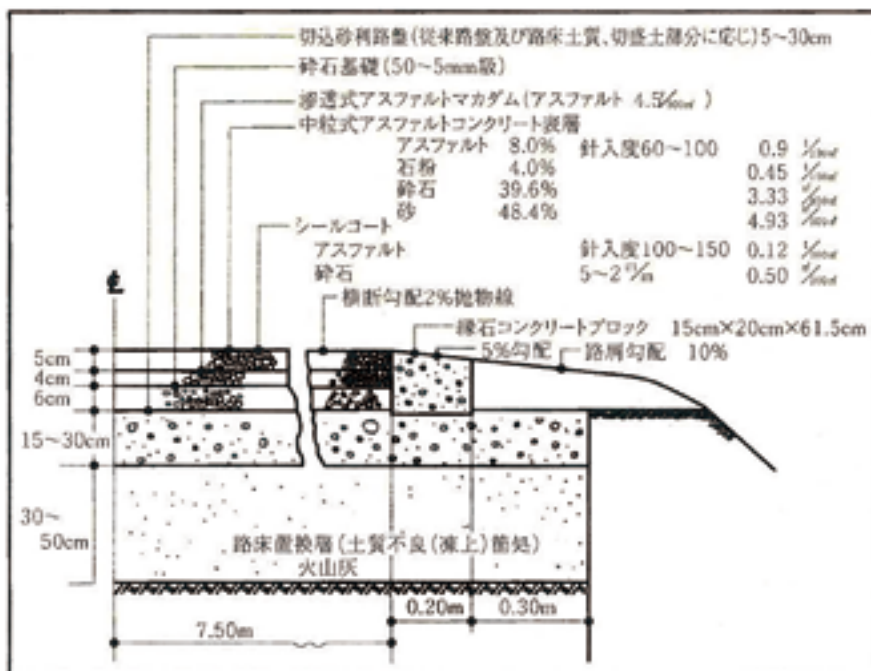 切込砂利路盤(従来路盤及び路床土質、切盛土部分に応じ)5~30cm
砕石基礎(50~5mm級)
滲透式アスファルトマカダム(アスファルト 4.5
中粒式アスファルトコンクリート表層
アスファルト 8.0% 針入度60~100 0.9
石粉 4.0% 0.45
砕石 39.6% 3.33
砂 48.4% 4.93
シールコート
アスファルト 針入度100~150 0.12
砕石 5~2 0.50
横断勾配2%抛物線
縁石コンクリートブロック 15cm×20cm×61.5cm
5%勾配 路肩勾配 10%
5cm
4cm
6cm
15~30cm
30~
50cm
路床置換層(土質不良(凍上)箇処)
火山灰
0.20m 0.30m
7.50m